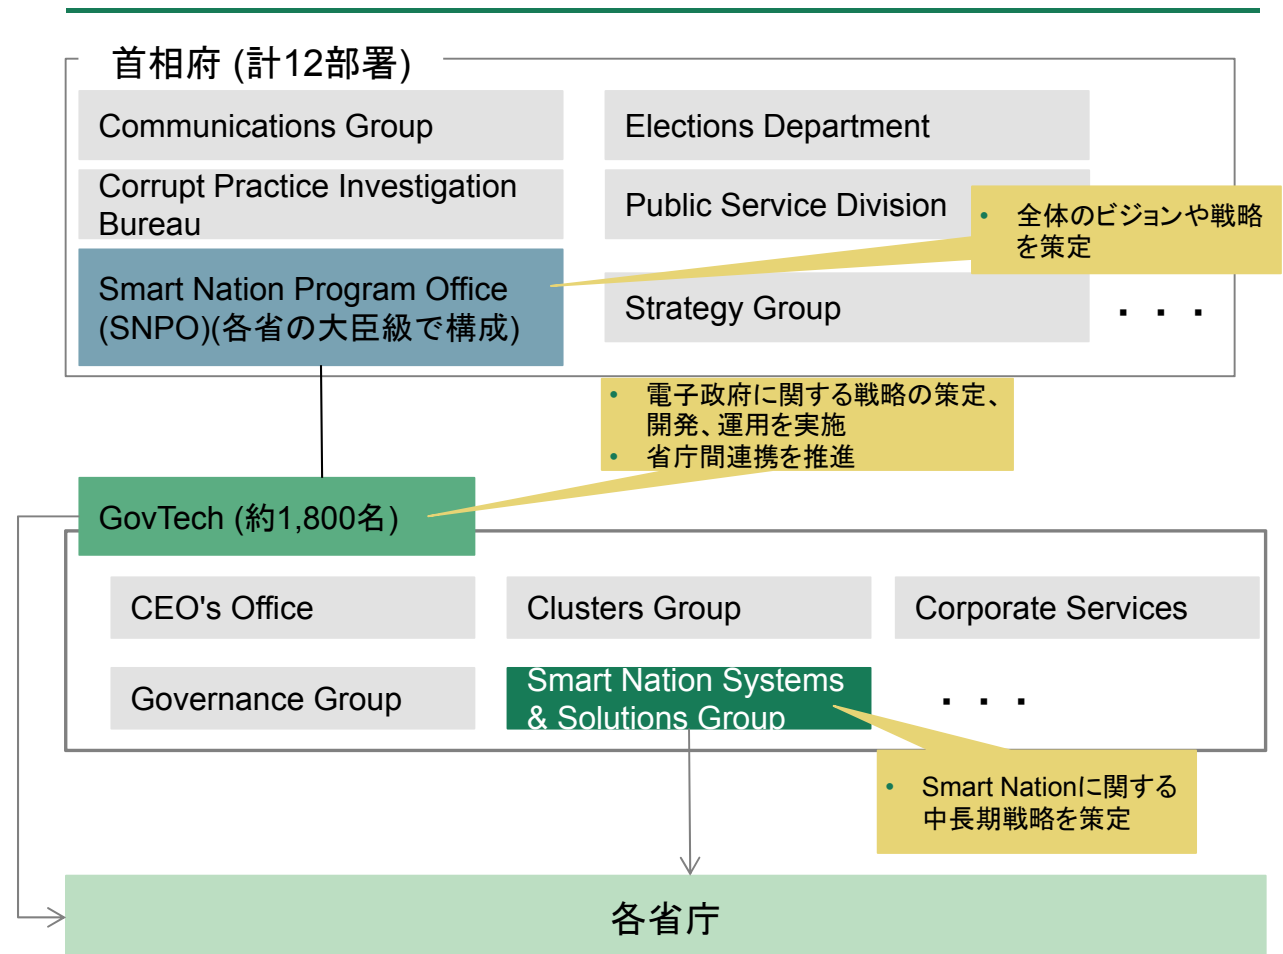 首相府 (計12部署)
Communications Group
Elections Department
Corrupt Practice Investigation
Bureau
Public Service Division
• 全体のビジョンや戦略
を策定
Smart Nation Program Office
(SNPO)(各省の大臣級で構成)
Strategy Group
・・・
• 電子政府に関する戦略の策定、
開発、運用を実施
• 省庁間連携を推進
GovTech (約1,800名)
CEO's Office
Clusters Group
Corporate Services
Governance Group
Smart Nation Systems
& Solutions Group
・・・
• Smart Nationに関する
中長期戦略を策定
各省庁